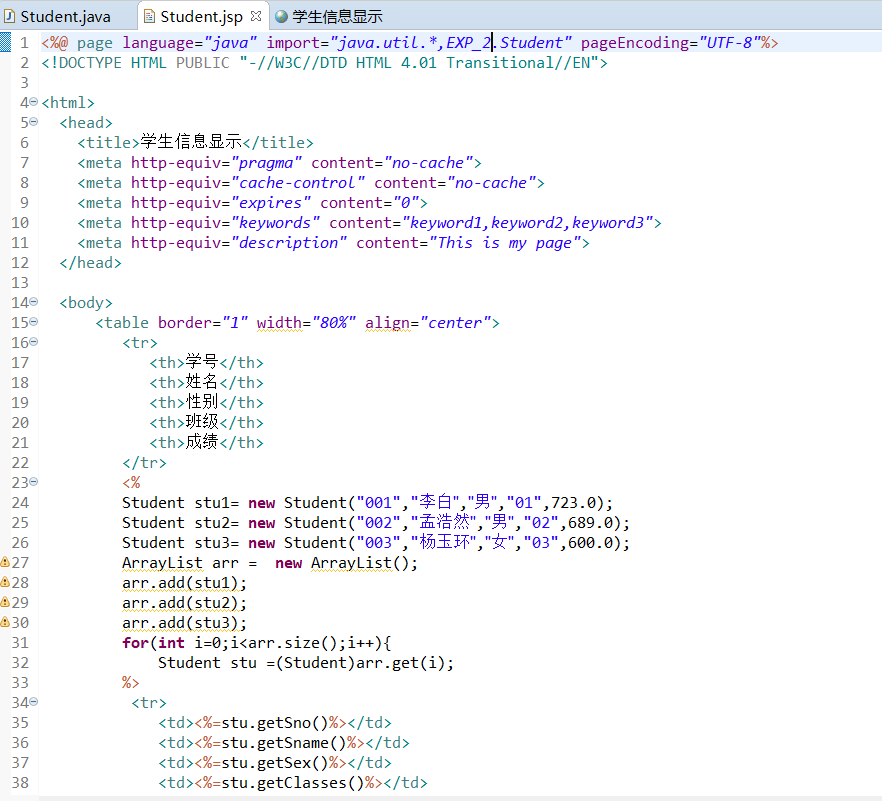 Student.java Student.jsp 学生信息显示
1 <%@ page language="java" import="java.util.*,EXP_2.Student" pageEncoding="UTF-8"%>
2 <!DOCTYPE HTML PUBLIC "-//W3C//DTD HTML 4.01 Transitional//EN">
3
4 <html>
5 <head>
6 <title>学生信息显示</title>
7 <meta http-equiv="pragma" content="no-cache">
8 <meta http-equiv="cache-control" content="no-cache">
9 <meta http-equiv="expires" content="0">
10 <meta http-equiv="keywords" content="keyword1,keyword2,keyword3">
11 <meta http-equiv="description" content="This is my page">
12 </head>
13
14 <body>
15 <table border="1" width="80%" align="center">
16 <tr>
17 <th>学号</th>
18 <th>姓名</th>
19 <th>性别</th>
20 <th>班级</th>
21 <th>成绩</th>
22 </tr>
23 <%
24 Student stu1= new Student("001","李白","男","01",723.0);
25 Student stu2= new Student("002","孟浩然","男","02",689.0);
26 Student stu3= new Student("003","杨玉环","女","03",600.0);
27 ArrayList arr =  new ArrayList();
28 arr.add(stu1);
29 arr.add(stu2);
30 arr.add(stu3);
31 for(int i=0;i<arr.size();i++){
32 Student stu =(Student)arr.get(i);
33 %>
34 <tr>
35 <td><%=stu.getSno()%></td>
36 <td><%=stu.getSname()%></td>
37 <td><%=stu.getSex()%></td>
38 <td><%=stu.getClasses()%></td>